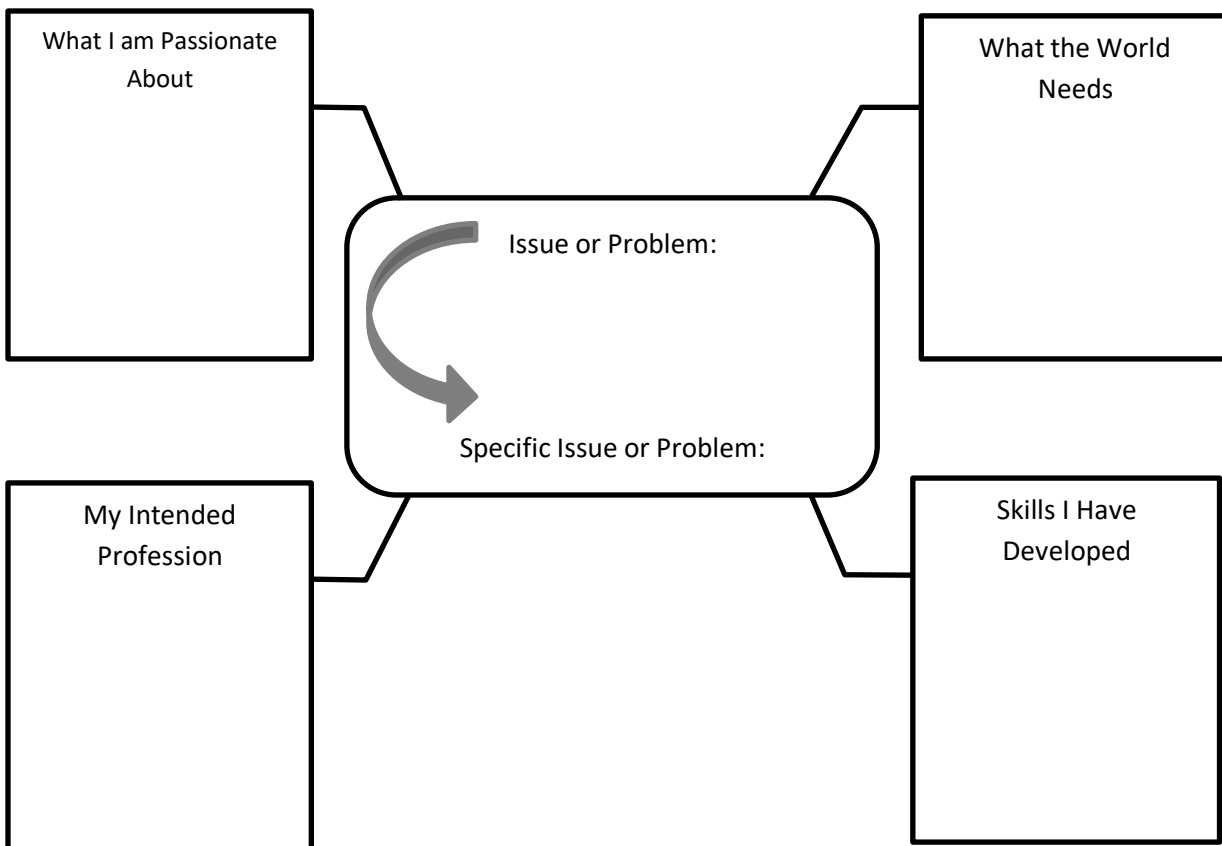 What I am Passionate
About
What the World
Needs
Issue or Problem:
Specific Issue or Problem:
My Intended
Profession
Skills I Have
Developed